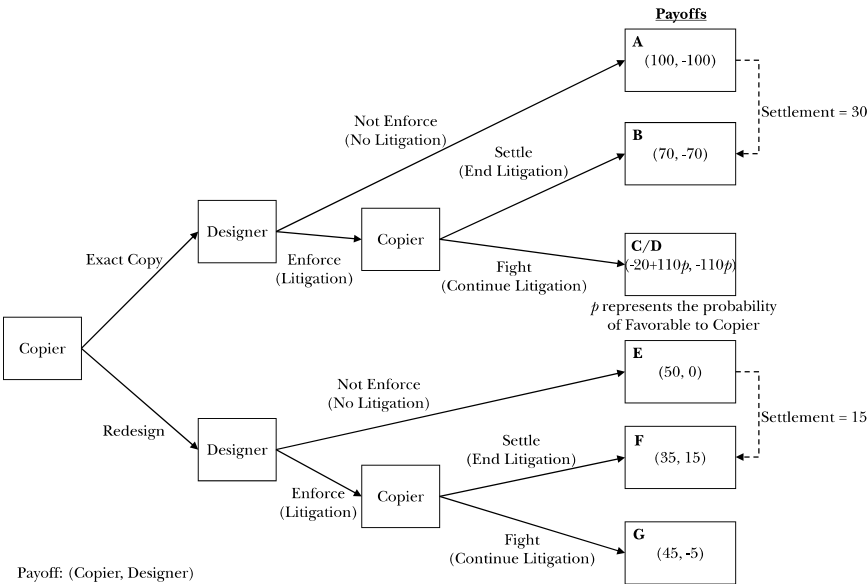 Payoffs
A
(100, -100)
Not Enforce
(No Litigation)
Settlement = 30
Settle
(End Litigation)
B
(70, -70)
Designer
Copier
Exact Copy
Enforce
(Litigation)
Fight
(Continue Litigation)
C/D
(-20+110p, -110p)
p represents the probability
of Favorable to Copier
Copier
E
(50, 0)
Not Enforce
(No Litigation)
Settlement = 15
Redesign
Designer
Settle
(End Litigation)
F
(35, 15)
Enforce
(Litigation)
Copier
Fight
(Continue Litigation)
G
(45, -5)
Payoff: (Copier, Designer)